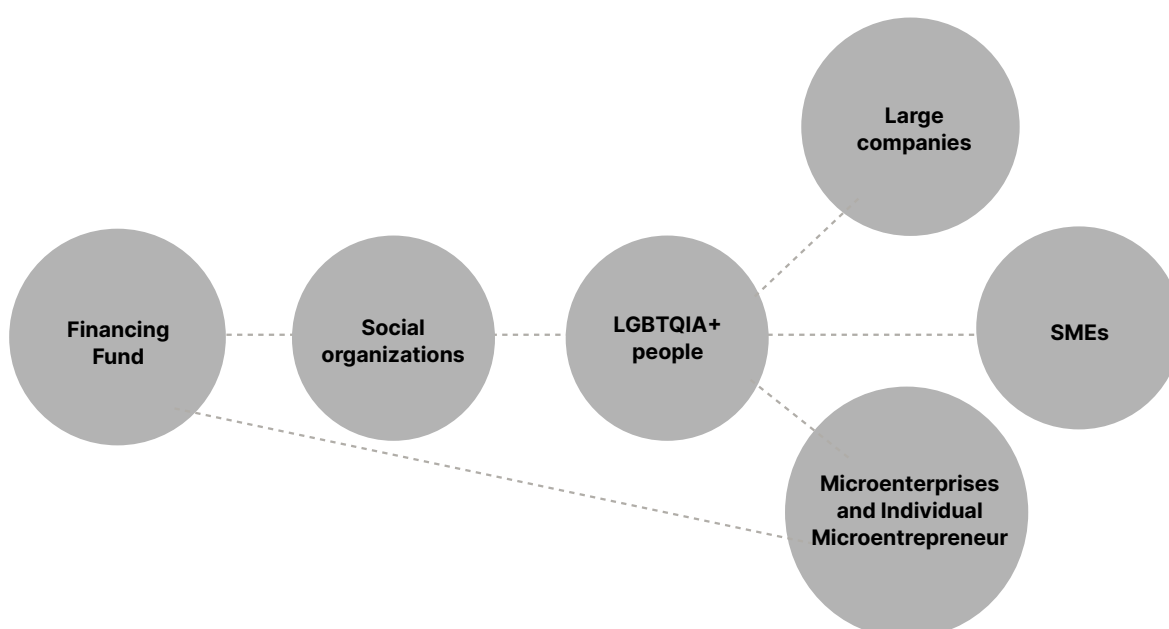 Large
companies
Financing
Fund
Social
organizations
LGBTQIA+
people
SMEs
Microenterprises
and Individual
Microentrepreneur